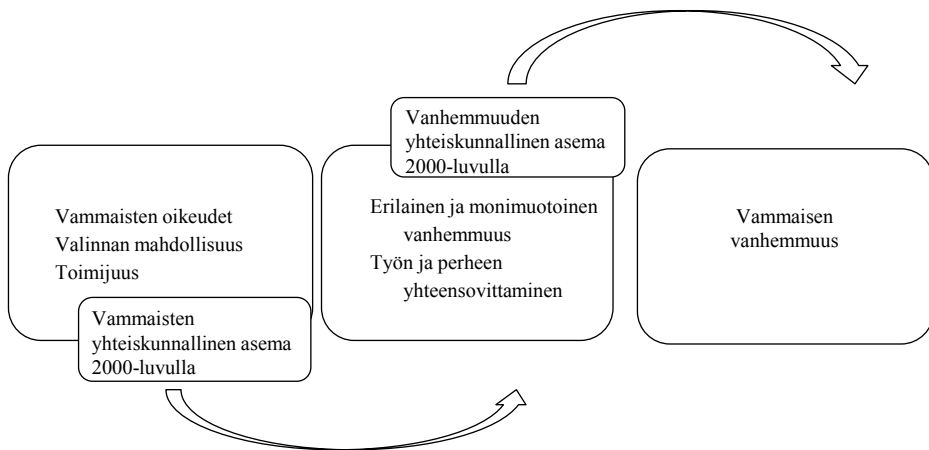 Vammaisten oikeudet
Valinnan mahdollisuus
Toimijuus
Vammaisten
yhteiskunnallinen asema
2000-luvulla
Vanhemmuuden
yhteiskunnallinen asema
2000-luvulla
Erilainen ja monimuotoinen
vanhemmuus
Työn ja perheen
yhteensovittaminen
Vammaisen
vanhemmuus